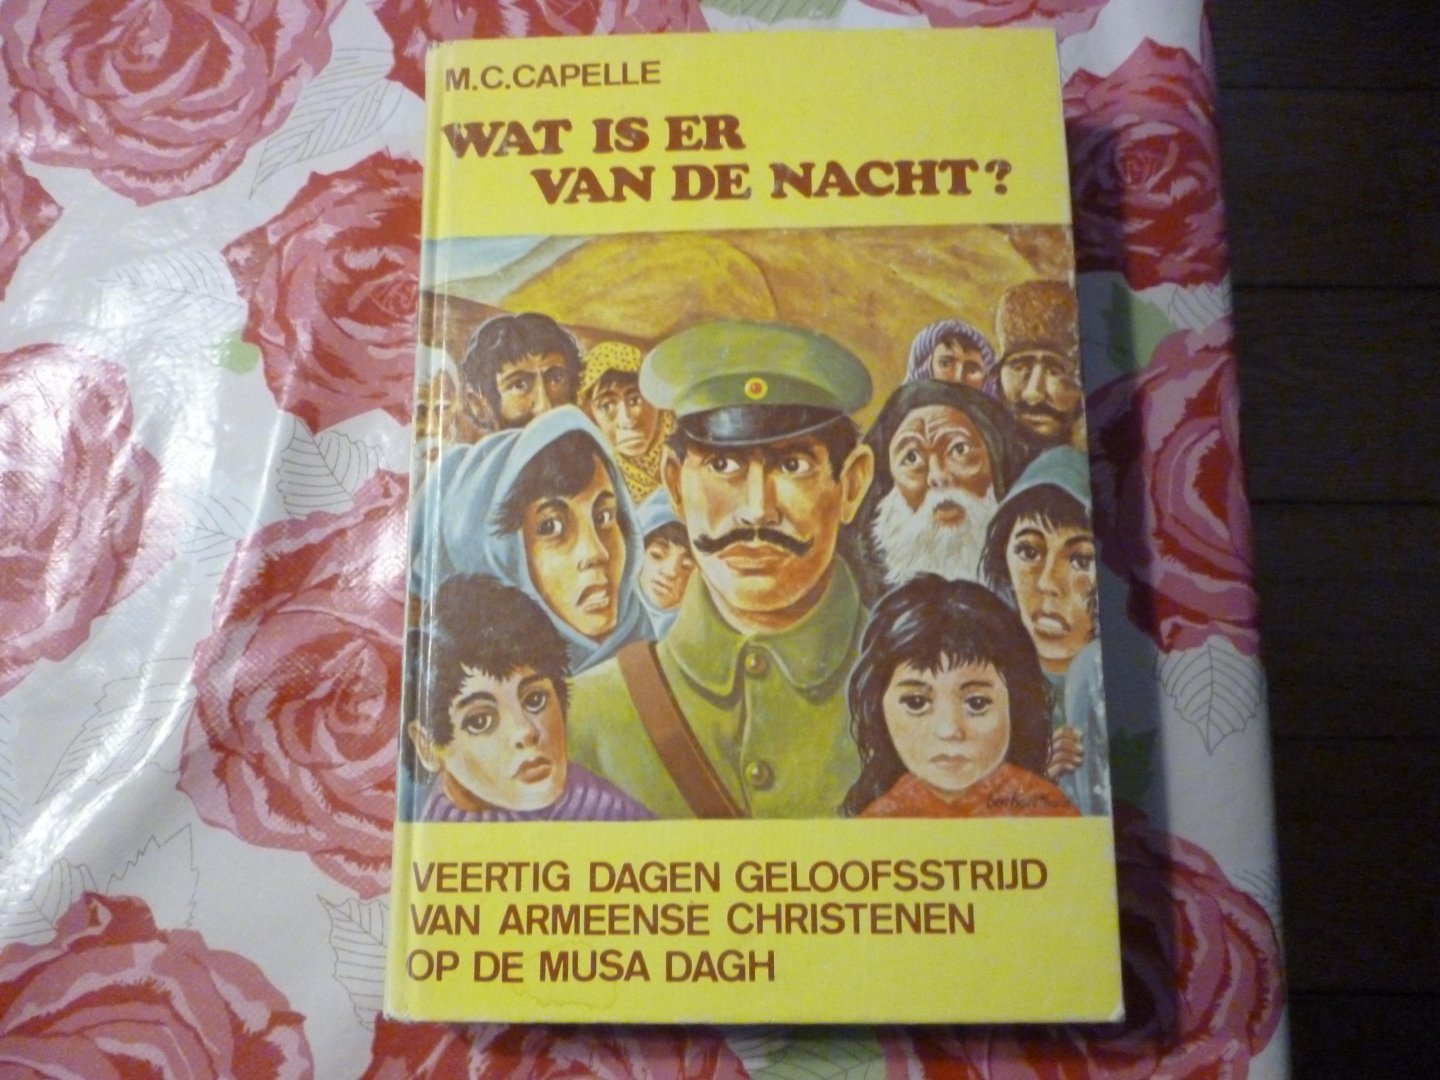 M.C.CAPELLE
WAT IS ER
VAN DE NACHT?
VEERTIG DAGEN GELOOFSSTRIJD
VAN ARMEENSE CHRISTENEN
OP DE MUSA DAGH